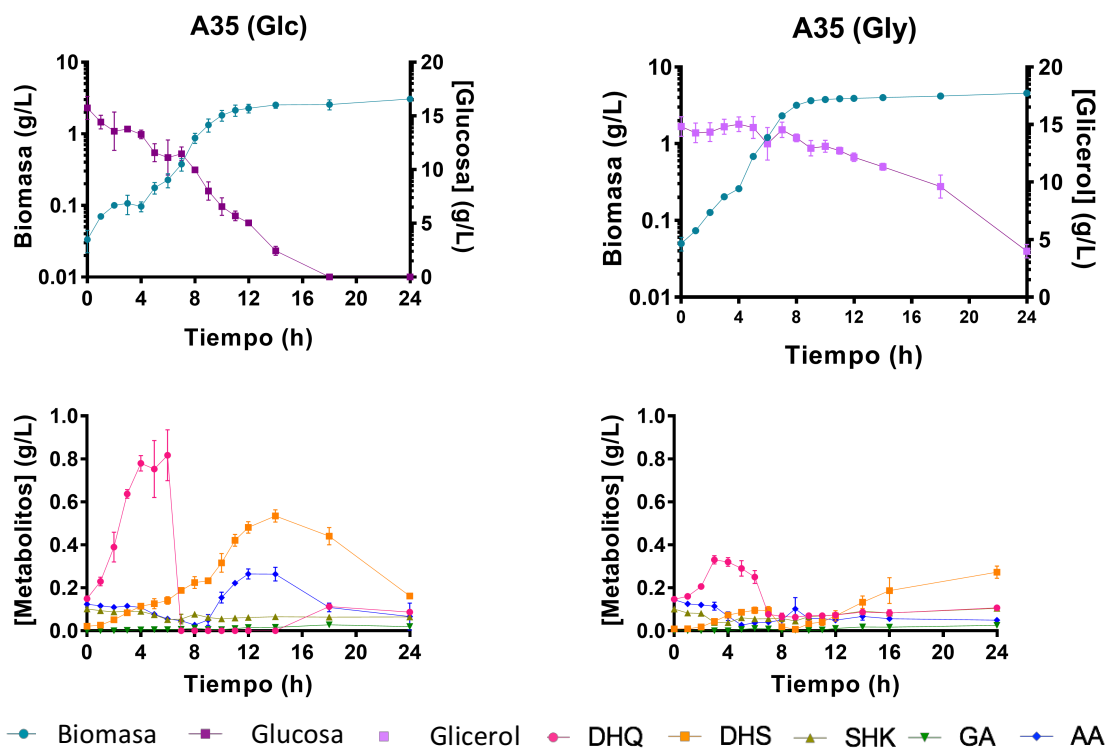 A35 (Glc)
10
1
0.1
0.01
Biomasa (g/L)
20
15
10
5
0
[Glucosa]
(g/L)
0 4 8 12 16 20 24
Tiempo (h)
A35 (Gly)
10
1
0.1
0.01
Biomasa (g/L)
20
15
10
5
0
[Glicerol]
(g/L)
0 4 8 12 16 20 24
Tiempo (h)
1.0
0.8
0.6
0.4
0.2
0.0
[Metabolitos] (g/L)
0 4 8 12 16 20 24
Tiempo (h)
1.0
0.8
0.6
0.4
0.2
0.0
[Metabolitos] (g/L)
0 4 8 12 16 20 24
Tiempo (h)
Biomasa Glucosa Glicerol DHQ DHS SHK GA AA